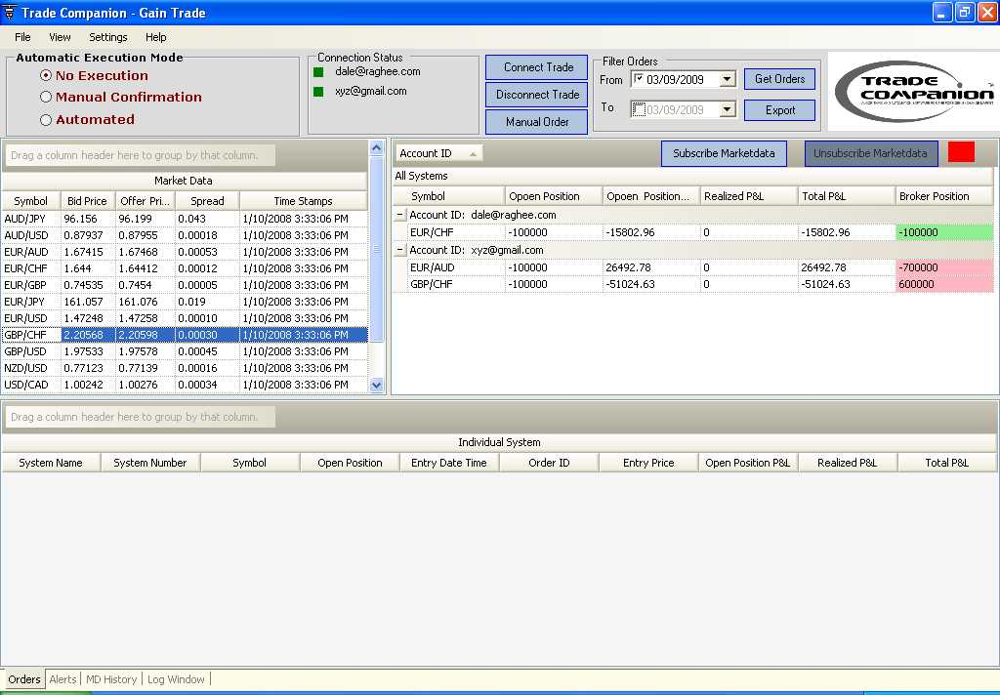 Trade Companion - Gain Trade
File View Settings Help
Automatic Execution Mode
No Execution
Manual Confirmation
Automated
Connection Status
dale@raghee.com
xyz@gmail.com
Connect Trade
Disconnect Trade
Manual Order
Filter Orders
From 03/09/2009 Get Orders
To 03/09/2009 Export
TRADE
COMPANION
Drag a column header here to group by that column.
Market Data
Symbol Bid Price Offer Pri... Spread Time Stamps
AUD/JPY 96.156 96.199 0.043 1/10/2008 3:33:06 PM
AUD/USD 0.87937 0.87955 0.00018 1/10/2008 3:33:06 PM
EUR/AUD 1.67415 1.67468 0.00053 1/10/2008 3:33:06 PM
EUR/CHF 1.644 1.64412 0.00012 1/10/2008 3:33:06 PM
EUR/GBP 0.74535 0.7454 0.00005 1/10/2008 3:33:06 PM
EUR/JPY 161.057 161.076 0.019 1/10/2008 3:33:06 PM
EUR/USD 1.47248 1.47258 0.00010 1/10/2008 3:33:06 PM
GBP/CHF 2.20568 2.20598 0.00030 1/10/2008 3:33:06 PM
GBP/USD 1.97533 1.97578 0.00045 1/10/2008 3:33:06 PM
NZD/USD 0.77123 0.77139 0.00016 1/10/2008 3:33:06 PM
USD/CAD 1.00242 1.00276 0.00034 1/10/2008 3:33:06 PM
Account ID Subscribe Marketdata Unsubscribe Marketdata
All Systems
Symbol Opoen Position Opoen Position... Realized P&L Total P&L Broker Position
Account ID: dale@raghee.com
EUR/CHF -100000 -15802.96 0 -15802.96 -100000
Account ID: xyz@gmail.com
EUR/AUD -100000 26492.78 0 26492.78 -700000
GBP/CHF -100000 -51024.63 0 -51024.63 600000
Drag a column header here to group by that column.
Individual System
System Name System Number Symbol Open Position Entry Date Time Order ID Entry Price Open Position P&L Realized P&L Total P&L
Orders Alerts MD History Log Window